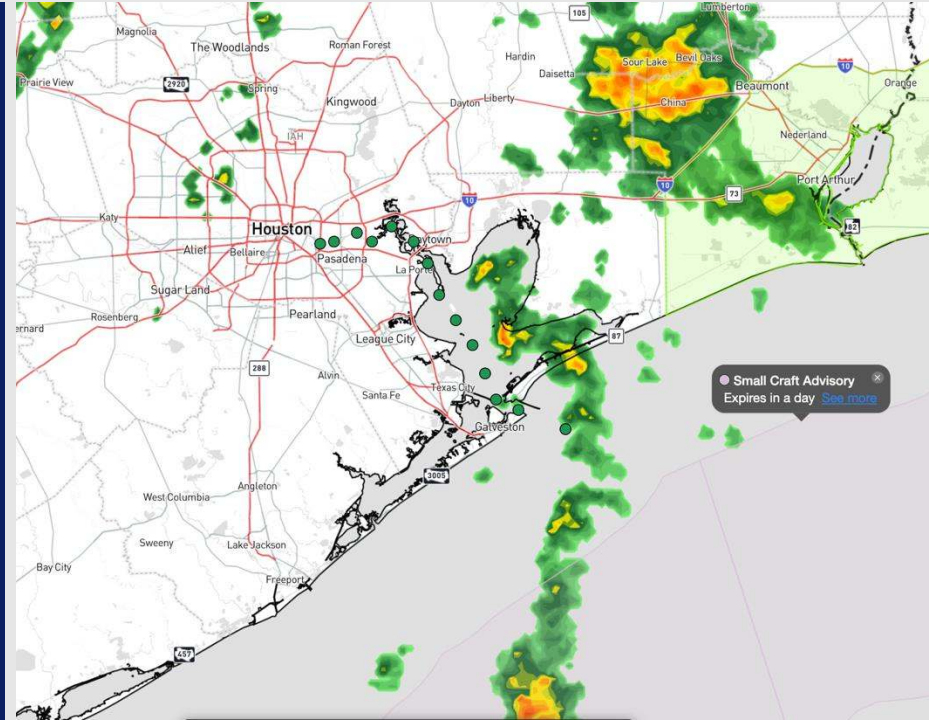 Magnolia
105
Lumberton
The Woodlands
Roman Forest
Hardin
Sour Lake
Bevil Oaks
10
Prairie View
2920
Spring
Daisetta
Beaumont
Orange
Kingwood
Dayton
Liberty
China
IAH
Nederland
10
73
Port Arthur
10
Katy
Houston
82
Alief
Bellaire
Pasadena
La Porte
Sugar Land
Rosenberg
Pearland
League City
87
288
Alvin
Texas City
Small Craft Advisory
Expires in a day See more
Santa Fe
Galveston
3005
Angleton
West Columbia
Sweeny
Lake Jackson
Bay City
Freeport
457